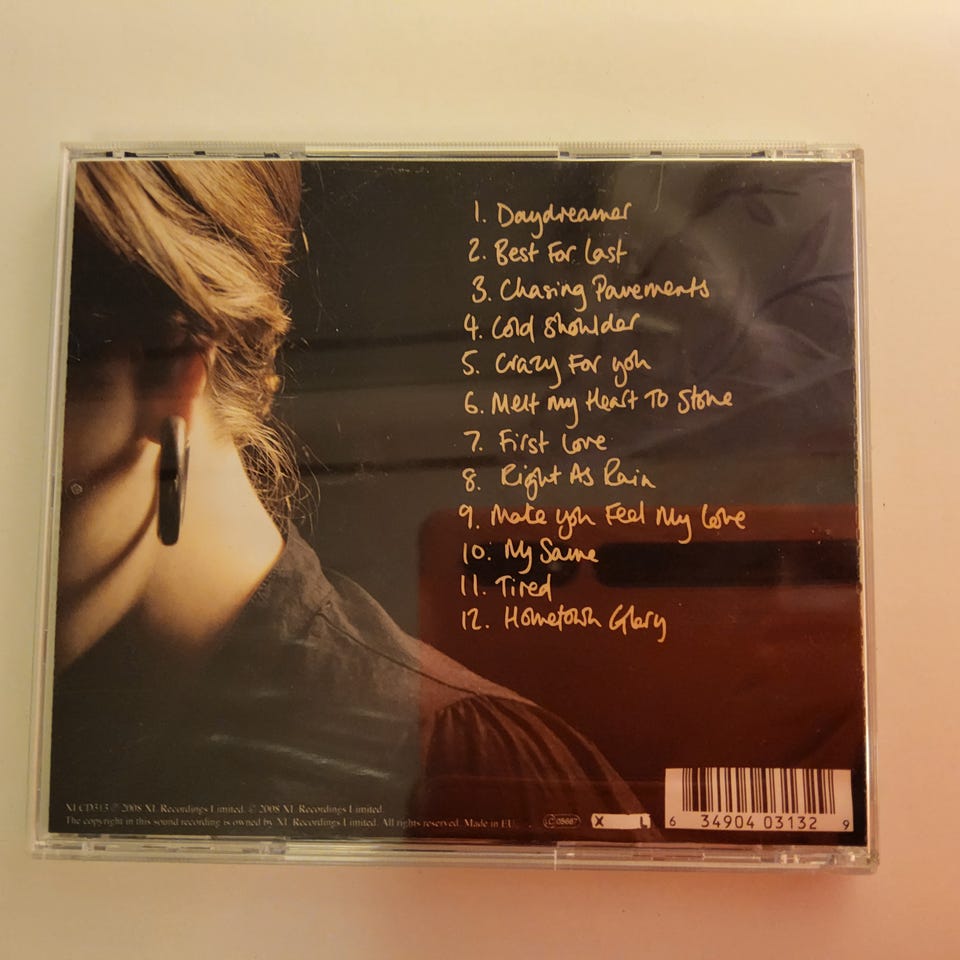 1. Daydreamer
2. Best For Last
3. Chasing Pavements
4. Cold Shoulder
5. Crazy For you
6. Melt my Heart To Stone
7. First Love
8. Right As Rain
9. Make you Feel My Love
10. My Same
11. Tired
12. Hometown Glory
XLCD313 ℗ 2008 XL Recordings Limited. © 2008 XL Recordings Limited.
The copyright in this sound recording is owned by XL Recordings Limited. All rights reserved. Made in EU.
LC 05667
X L
6 34904 03132 9